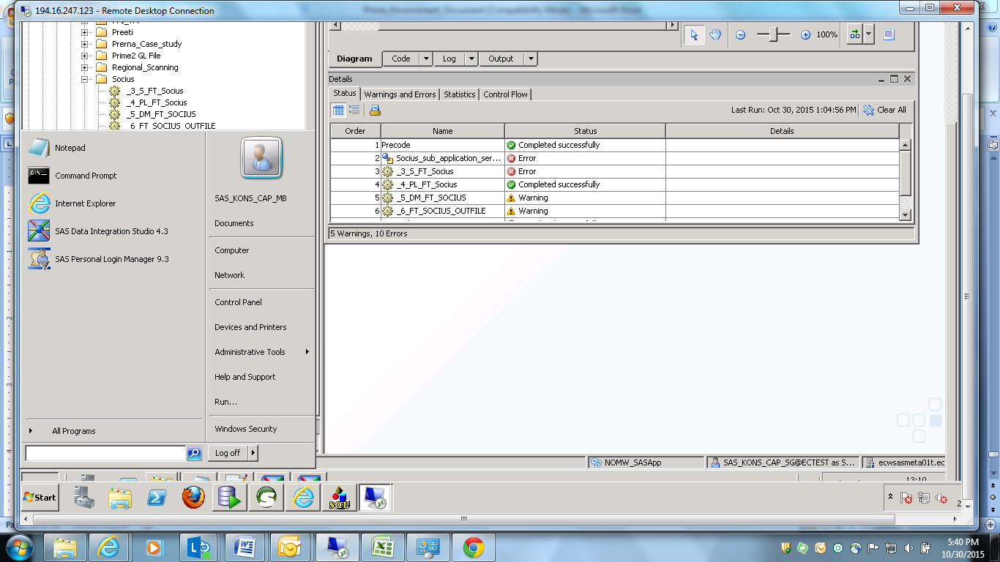 194.16.247.123 - Remote Desktop Connection
Preeti
Prerna_Case_study
Prime2 GL File
Regional_Scanning
Socius
_3_S_FT_Socius
_4_PL_FT_Socius
_5_DM_FT_SOCIUS
_6_FT_SOCIUS_OUTFILE
100%
Diagram
Code
Log
Output
Details
Status
Warnings and Errors
Statistics
Control Flow
Last Run: Oct 30, 2015 1:04:56 PM
Clear All
Order Name Status Details
1 Precode Completed successfully
2 Socius_sub_application_ser... Error
3 _3_S_FT_Socius Error
4 _4_PL_FT_Socius Completed successfully
5 _5_DM_FT_SOCIUS Warning
6 _6_FT_SOCIUS_OUTFILE Warning
5 Warnings, 10 Errors
Notepad
Command Prompt
Internet Explorer
SAS Data Integration Studio 4.3
SAS Personal Login Manager 9.3
All Programs
SAS_KONS_CAP_MB
Documents
Computer
Network
Control Panel
Devices and Printers
Administrative Tools
Help and Support
Run...
Windows Security
Log off
NOMW_SASApp
SAS_KONS_CAP_SG@ECTEST as S...
ecwsasmeta01t.ec
13:10
Start
SQL
5:40 PM
10/30/2015